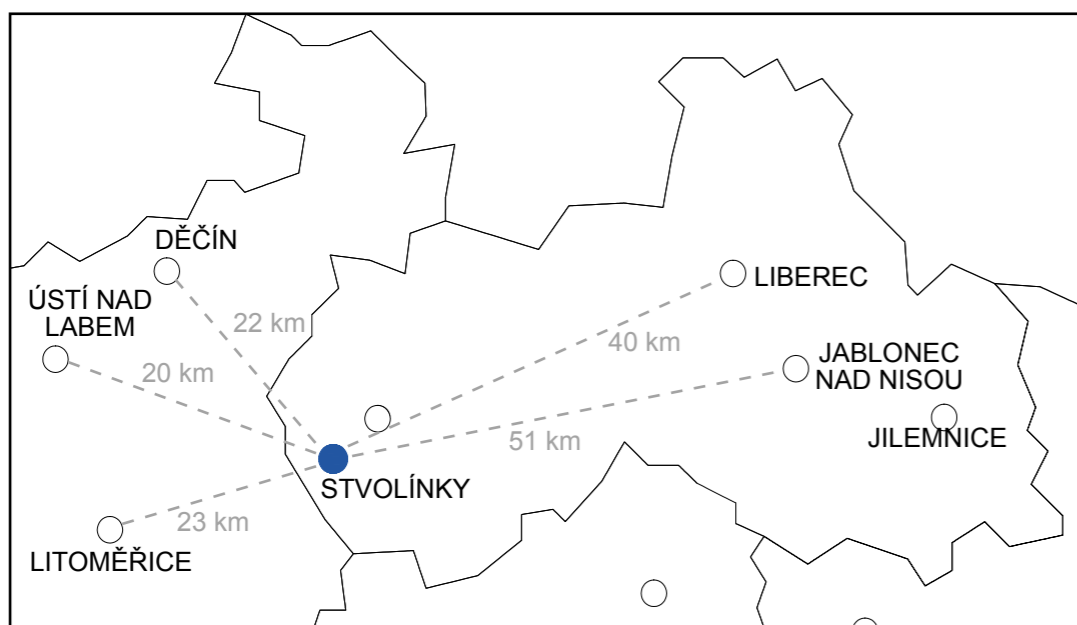 DĚČÍN
ÚSTÍ NAD
LABEM
22 km
20 km
LIBEREC
40 km
JABLONEC
NAD NISOU
51 km
JILEMNICE
STVOLÍNKY
23 km
LITOMĚŘICE